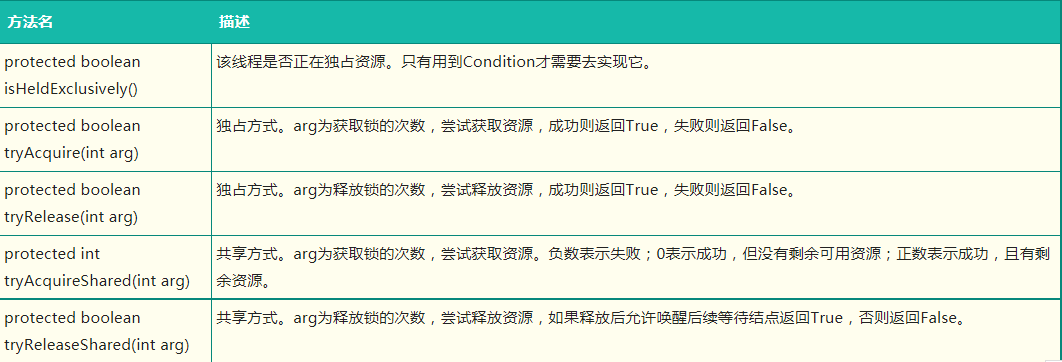 方法名 描述
protected boolean
isHeldExclusively()
该线程是否正在独占资源。只有用到Condition才需要去实现它。
protected boolean
tryAcquire(int arg)
独占方式。arg为获取锁的次数，尝试获取资源，成功则返回True，失败则返回False。
protected boolean
tryRelease(int arg)
独占方式。arg为释放锁的次数，尝试释放资源，成功则返回True，失败则返回False。
protected int
tryAcquireShared(int arg)
共享方式。arg为获取锁的次数，尝试获取资源。负数表示失败；0表示成功，但没有剩余可用资源；正数表示成功，且有剩
余资源。
protected boolean
tryReleaseShared(int arg)
共享方式。arg为释放锁的次数，尝试释放资源，如果释放后允许唤醒后续等待结点返回True，否则返回False。